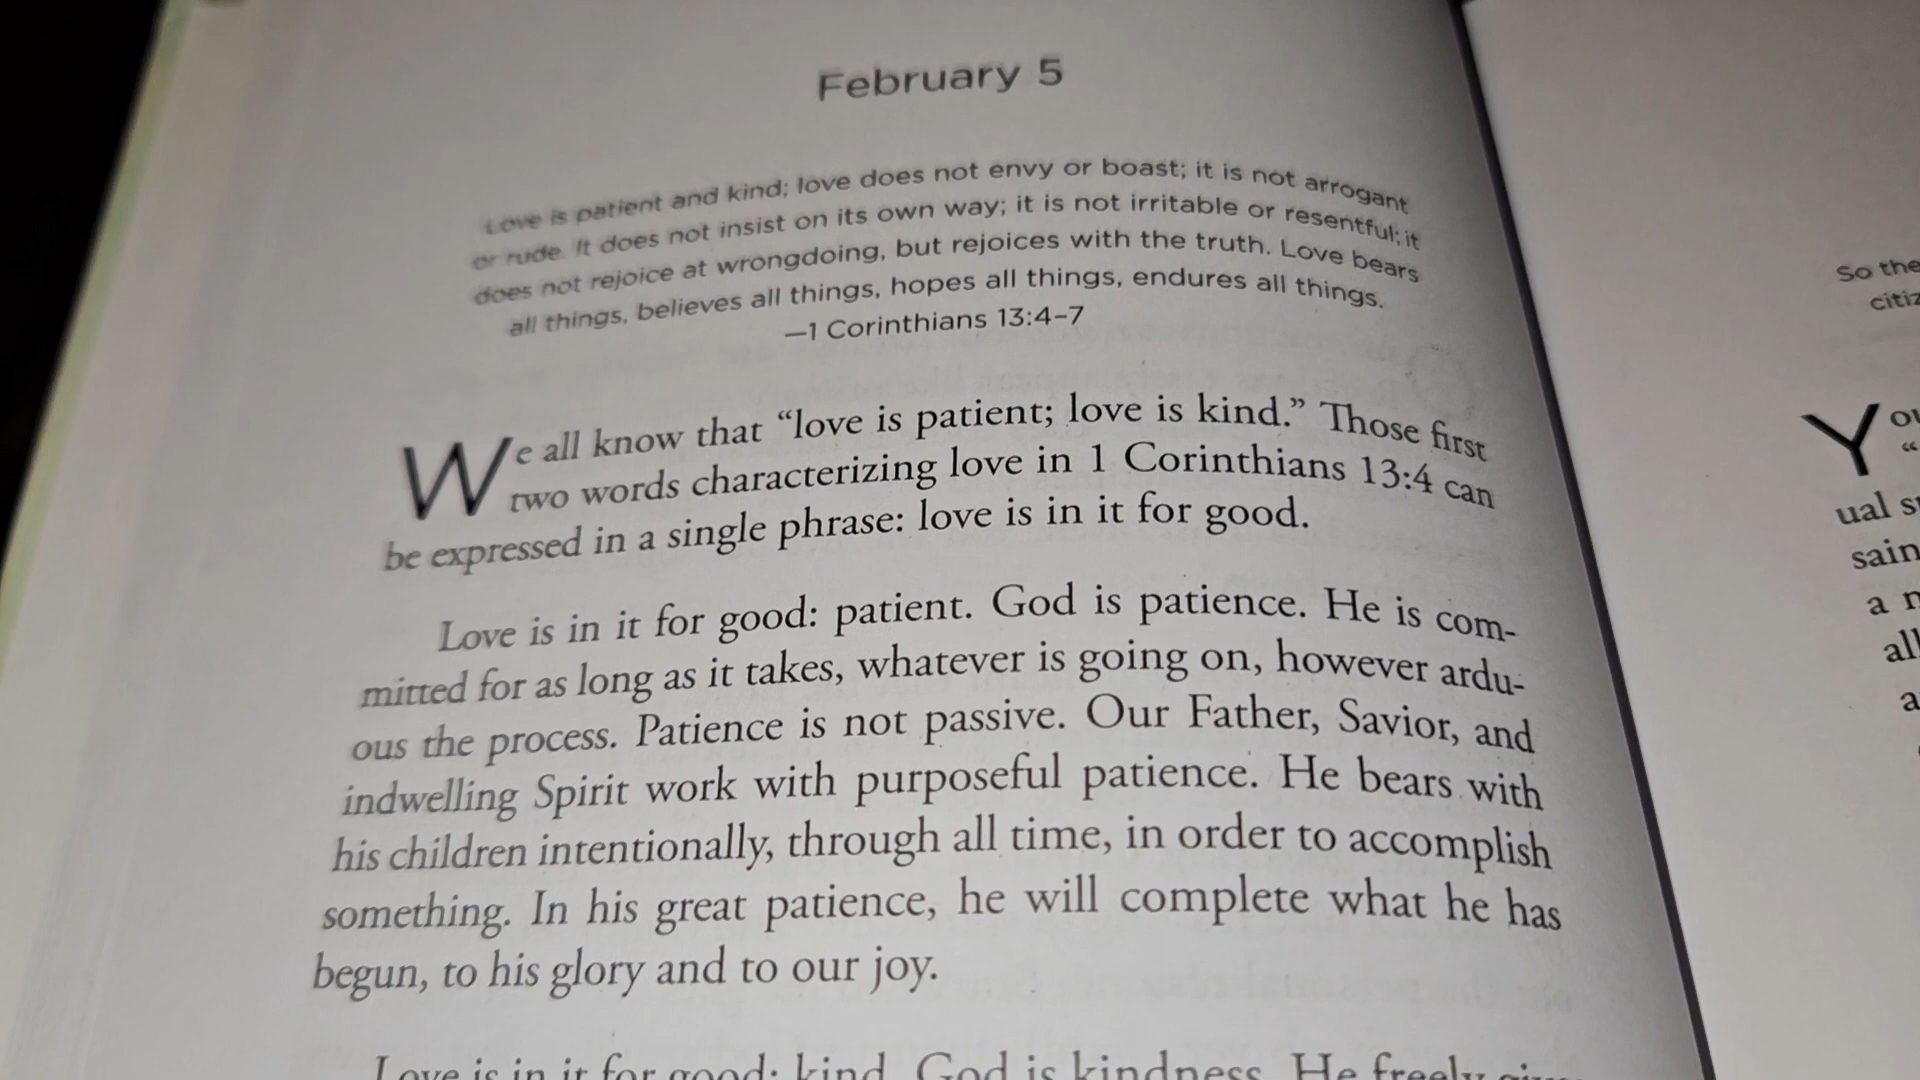 February 5
Love is patient and kind; love does not envy or boast; it is not arrogant
or rude. It does not insist on its own way; it is not irritable or resentful; it
does not rejoice at wrongdoing, but rejoices with the truth. Love bears
all things, believes all things, hopes all things, endures all things.
—1 Corinthians 13:4–7
We all know that “love is patient; love is kind.” Those first
two words characterizing love in 1 Corinthians 13:4 can
be expressed in a single phrase: love is in it for good.
Love is in it for good: patient. God is patience. He is com-
mitted for as long as it takes, whatever is going on, however ardu-
ous the process. Patience is not passive. Our Father, Savior, and
indwelling Spirit work with purposeful patience. He bears with
his children intentionally, through all time, in order to accomplish
something. In his great patience, he will complete what he has
begun, to his glory and to our joy.
Love is in it for good: kind. God is kindness. He freely
So the
ual
a
all
a